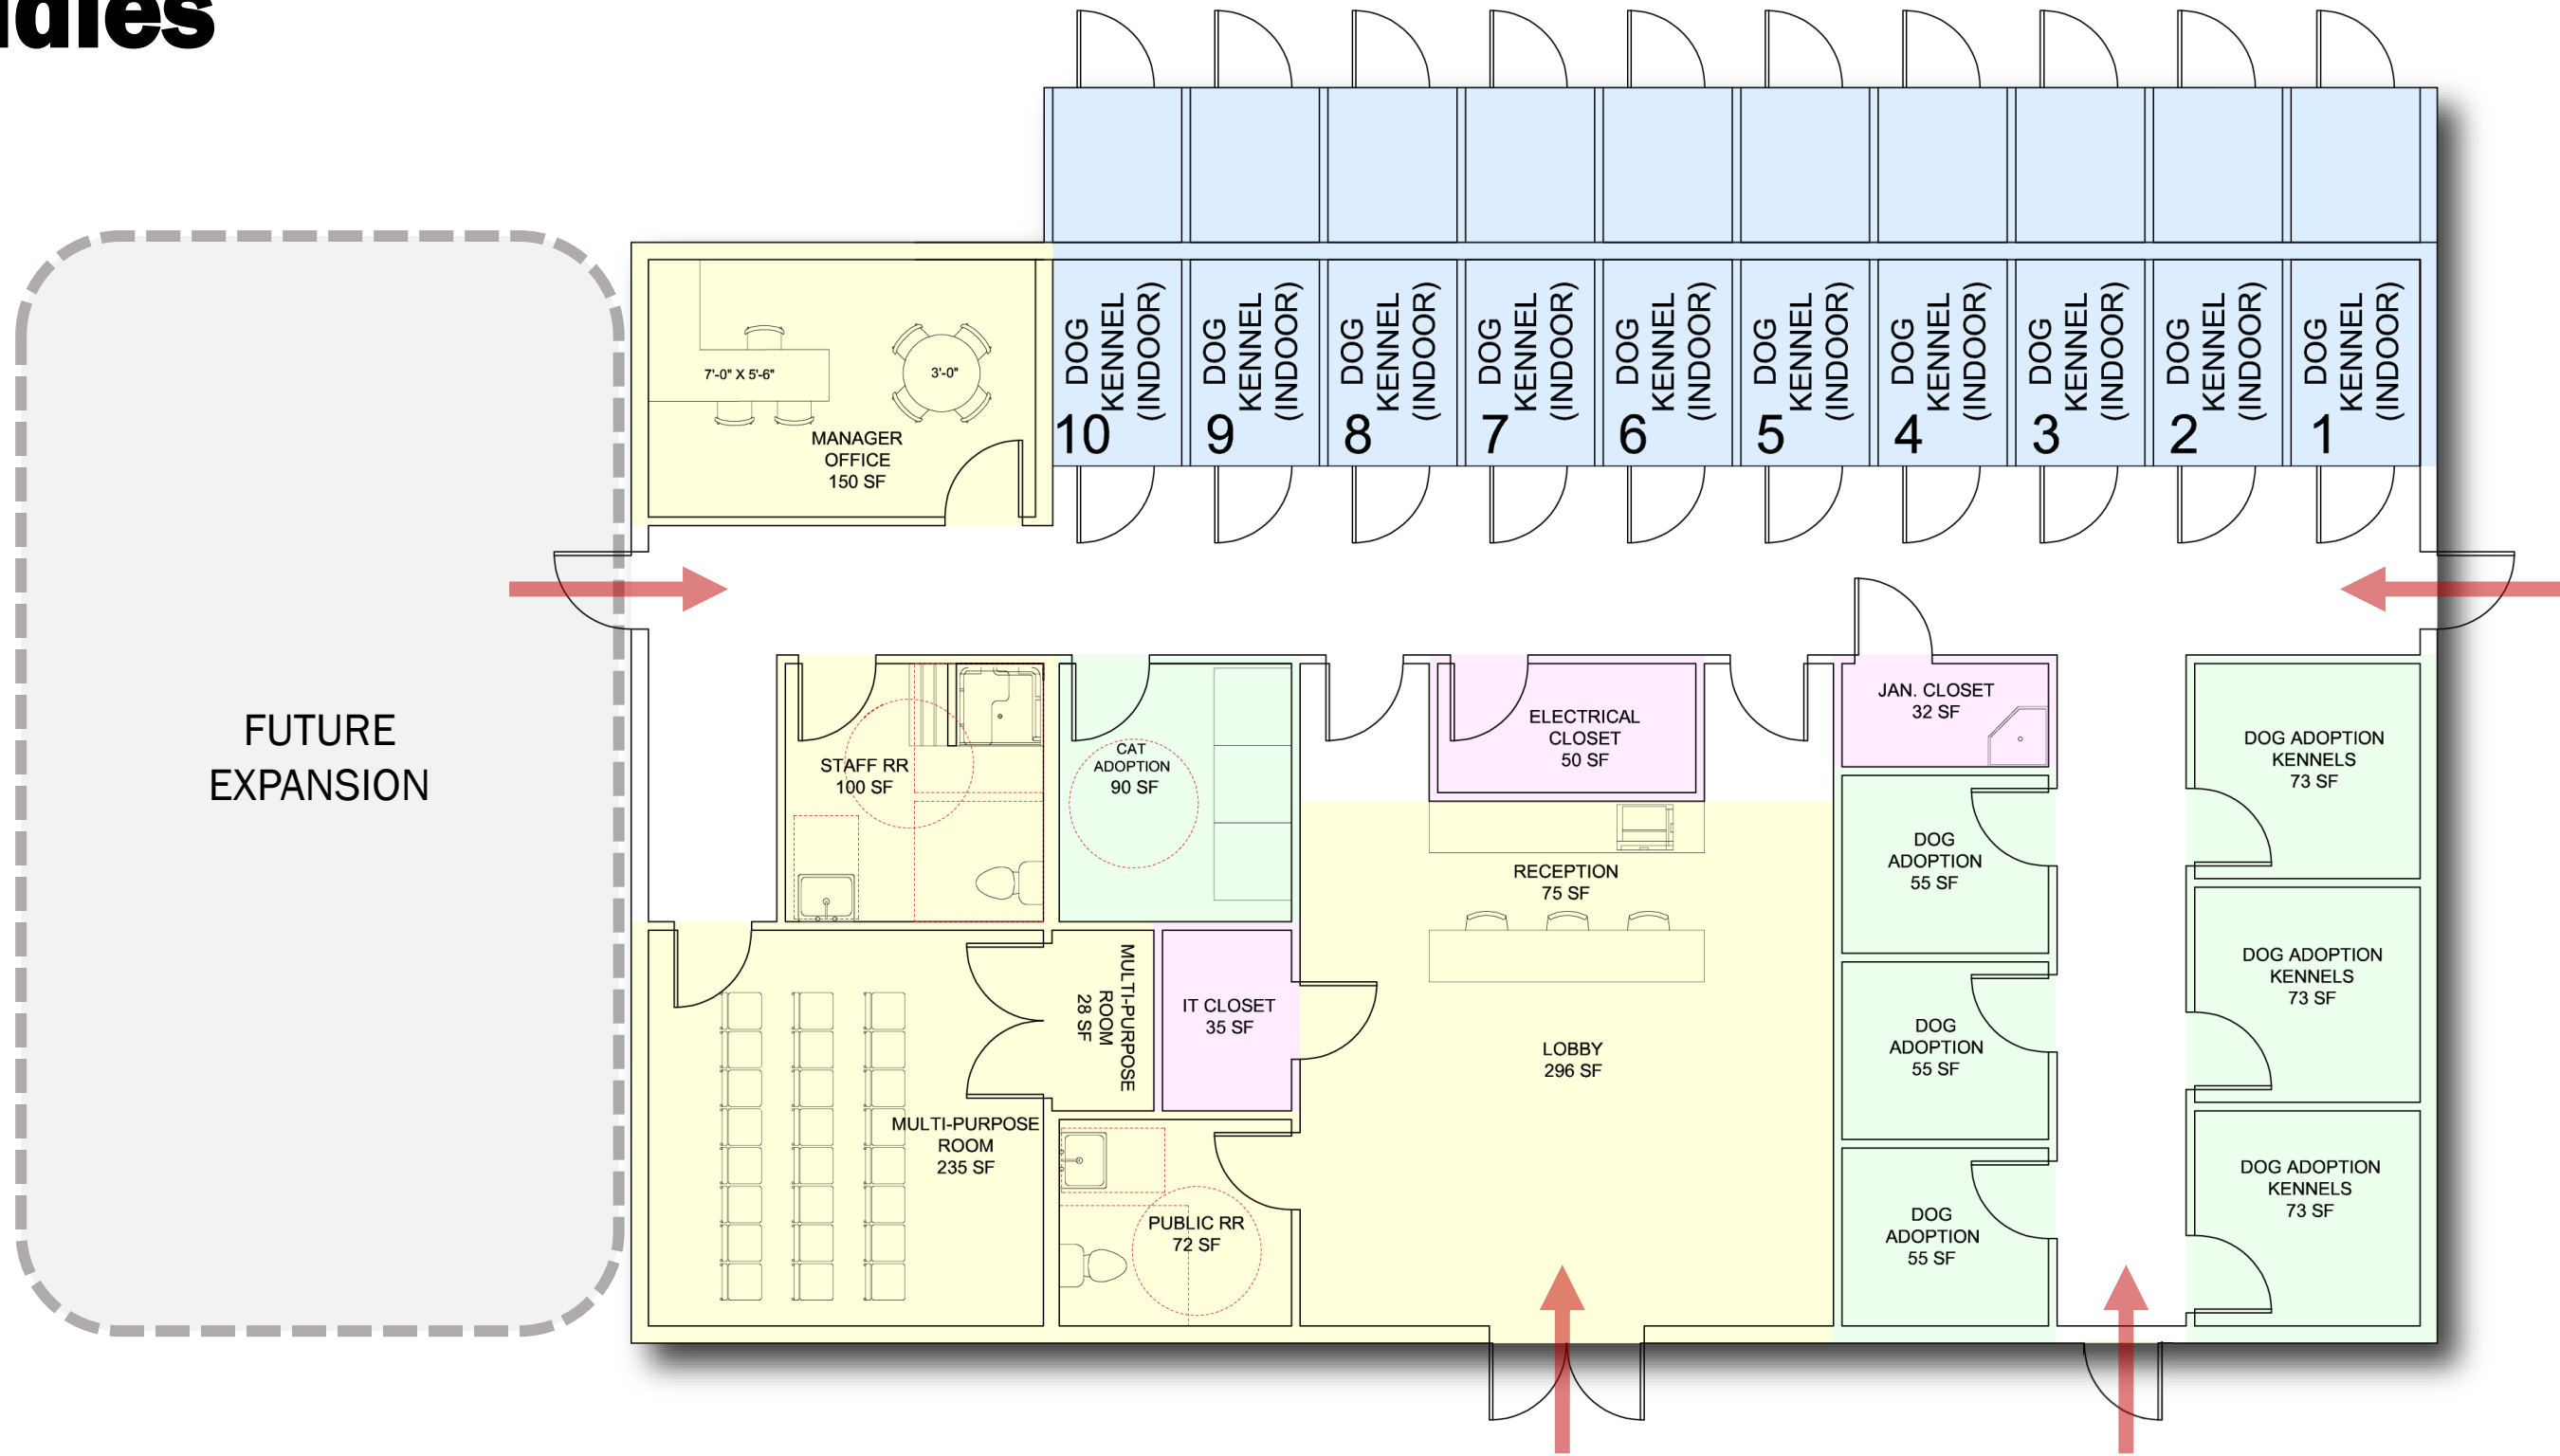 7'-0" X 5'-6"
3'-0"
MANAGER
OFFICE
150 SF
DOG
KENNEL
(INDOOR)
10
DOG
KENNEL
(INDOOR)
9
DOG
KENNEL
(INDOOR)
8
DOG
KENNEL
(INDOOR)
7
DOG
KENNEL
(INDOOR)
6
DOG
KENNEL
(INDOOR)
5
DOG
KENNEL
(INDOOR)
4
DOG
KENNEL
(INDOOR)
3
DOG
KENNEL
(INDOOR)
2
DOG
KENNEL
(INDOOR)
1
FUTURE
EXPANSION
STAFF RR
100 SF
CAT
ADOPTION
90 SF
ELECTRICAL
CLOSET
50 SF
JAN. CLOSET
32 SF
DOG ADOPTION
KENNELS
73 SF
RECEPTION
75 SF
DOG
ADOPTION
55 SF
MULTI-PURPOSE
ROOM
28 SF
IT CLOSET
35 SF
LOBBY
296 SF
DOG
ADOPTION
55 SF
DOG ADOPTION
KENNELS
73 SF
MULTI-PURPOSE
ROOM
235 SF
PUBLIC RR
72 SF
DOG
ADOPTION
55 SF
DOG ADOPTION
KENNELS
73 SF